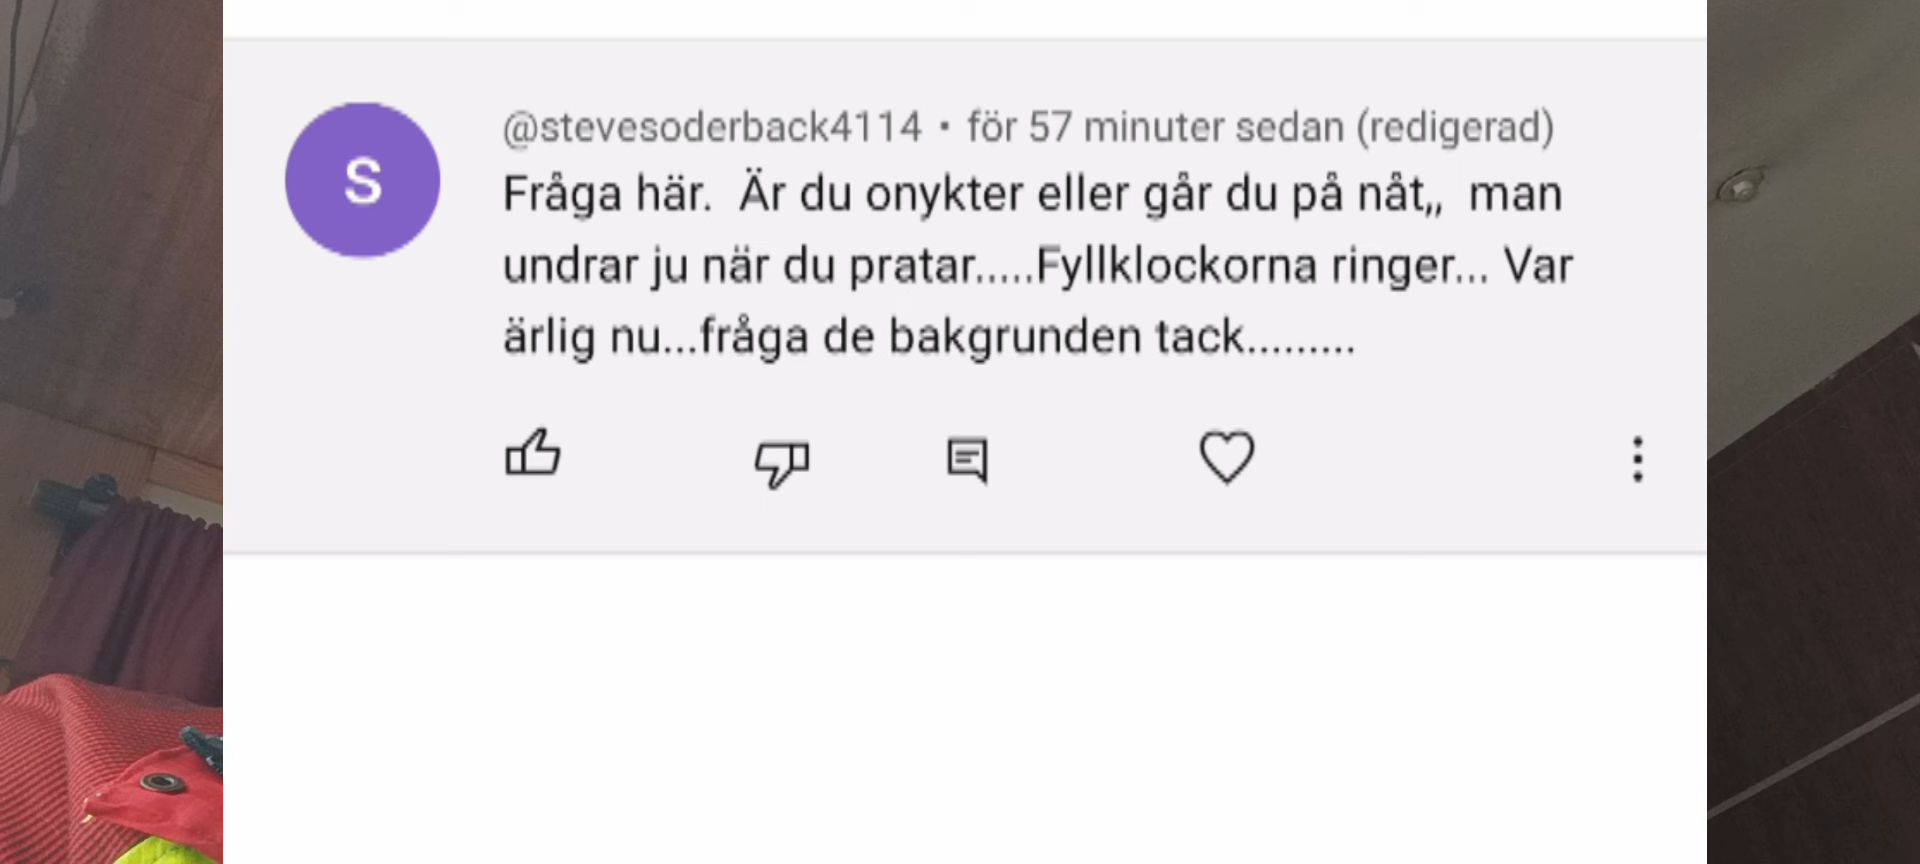 S
@stevesoderback4114 • för 57 minuter sedan (redigerad)
Fråga här.  Är du onykter eller går du på nåt,,  man
undrar ju när du pratar.....Fyllklockorna ringer... Var
ärlig nu...fråga de bakgrunden tack.........